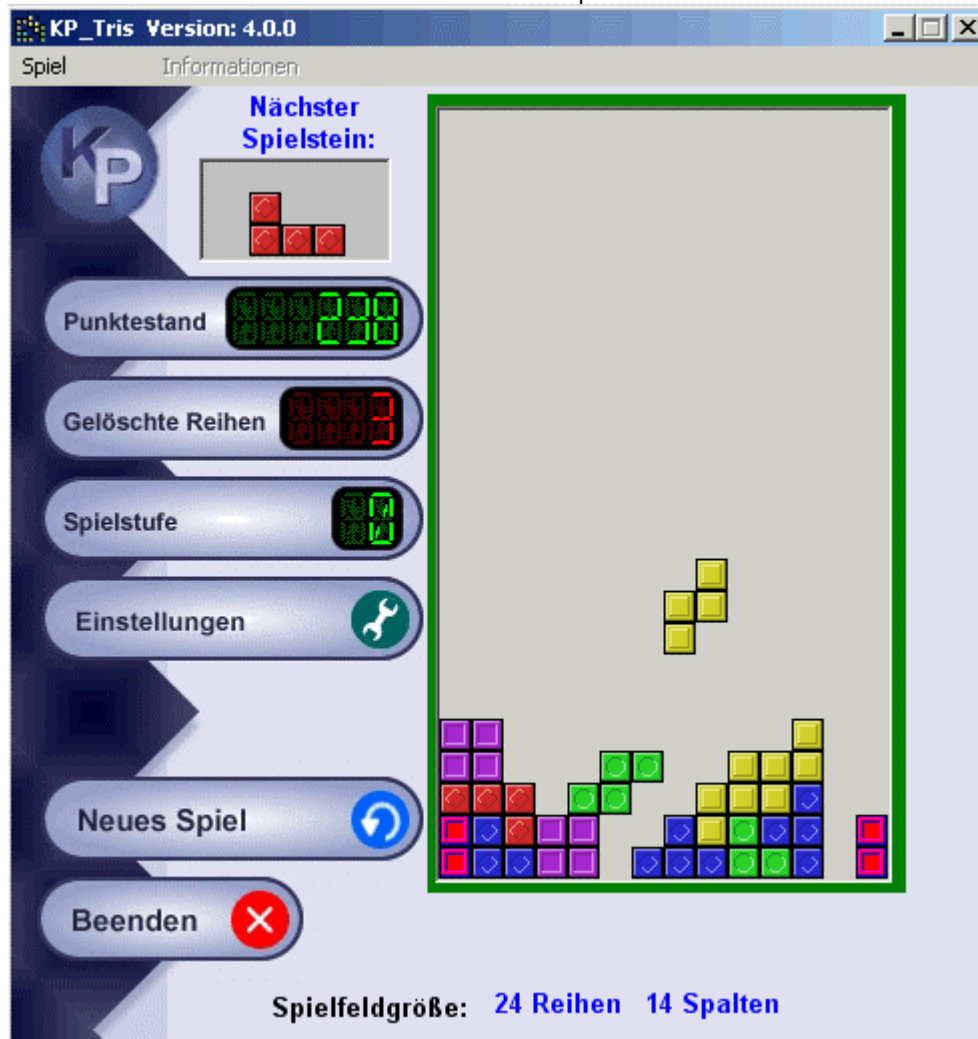 KP_Tris Version: 4.0.0
Spiel Informationen
KP
Nächster
Spielstein:
Punktestand 238
Gelöschte Reihen 3
Spielstufe 0
Einstellungen
Neues Spiel
Beenden
Spielfeldgröße: 24 Reihen 14 Spalten